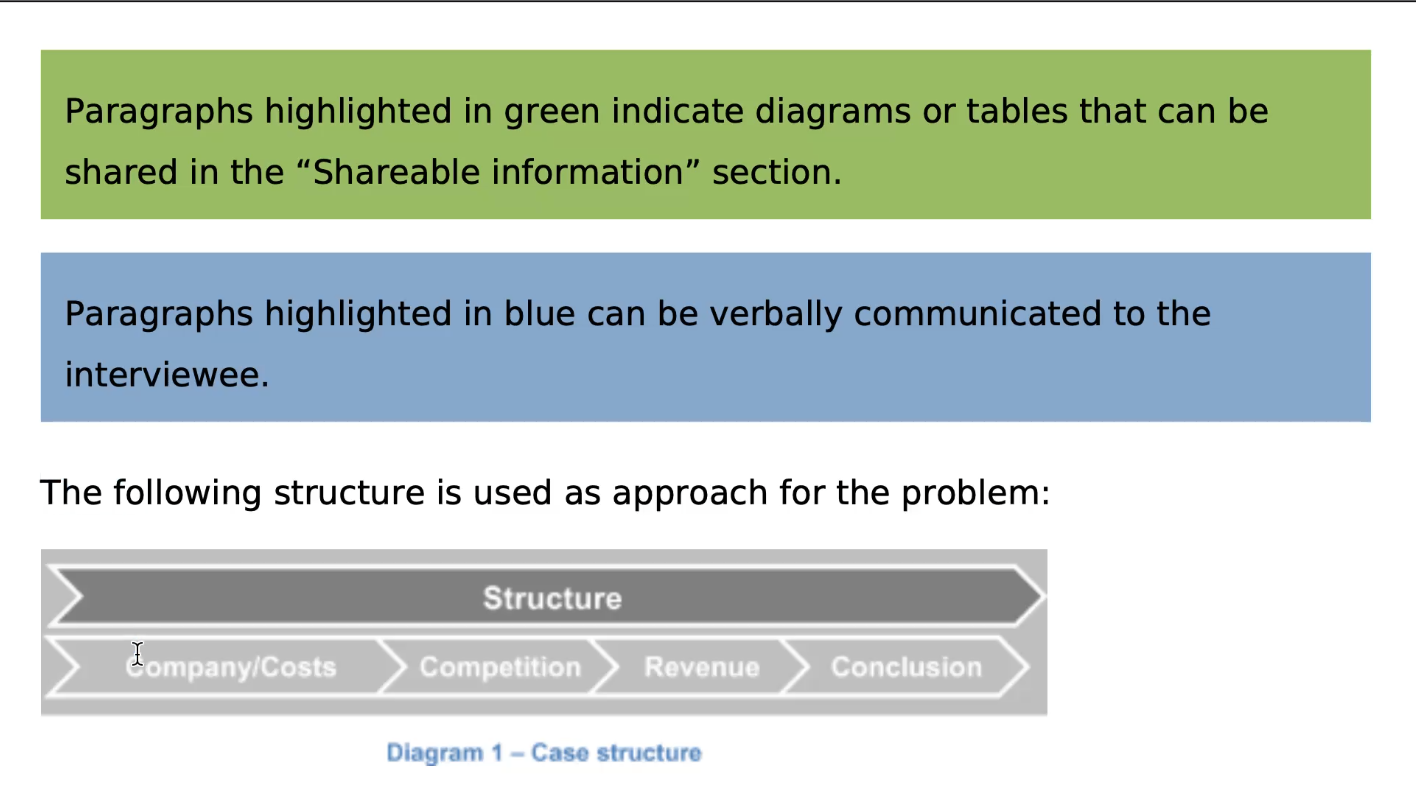 Paragraphs highlighted in green indicate diagrams or tables that can be
shared in the “Shareable information” section.
Paragraphs highlighted in blue can be verbally communicated to the
interviewee.
The following structure is used as approach for the problem:
Structure
Company/Costs Competition Revenue Conclusion
Diagram 1 – Case structure